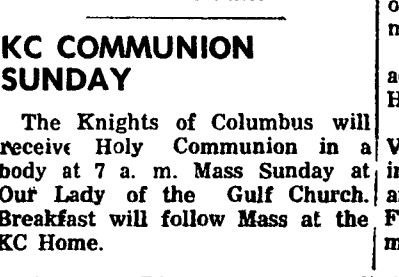 KC COMMUNION
SUNDAY
The Knights of Columbus will
receive Holy Communion in a
body at 7 a. m. Mass Sunday at
Our Lady of the Gulf Church.
Breakfast will follow Mass at the
KC Home.